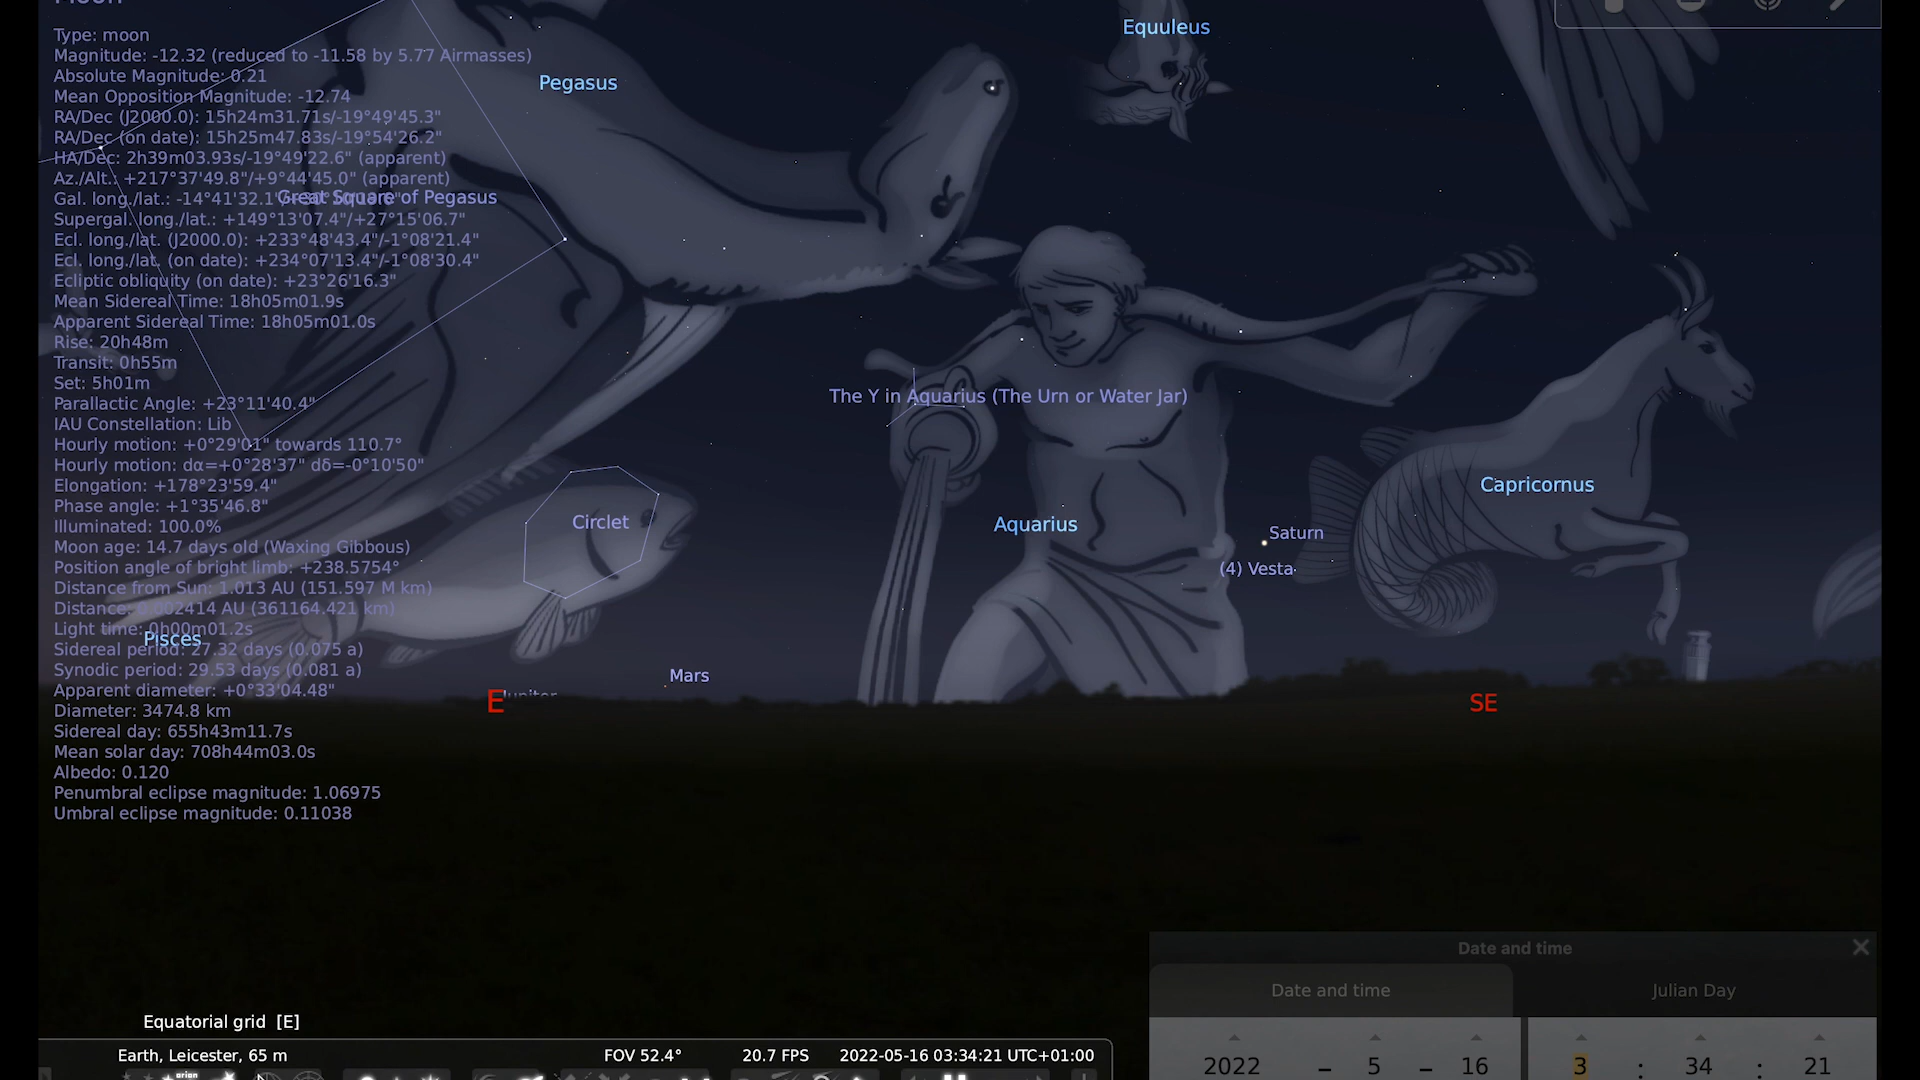 Moon
Equuleus
Type: moon
Magnitude: -12.32 (reduced to -11.58 by 5.77 Airmasses)
Absolute Magnitude: 0.21
Pegasus
Mean Opposition Magnitude: -12.74
RA/Dec (J2000.0): 15h24m31.71s/-19°49'45.3"
RA/Dec (on date): 15h25m47.83s/-19°54'26.2"
HA/Dec: 2h39m03.93s/-19°49'22.6" (apparent)
Az./Alt.: +217°37'49.8"/+9°44'45.0" (apparent)
Gal. long./lat.: -14°41'32.1"
Great Square of Pegasus
Supergal. long./lat.: +149°13'07.4"/+27°15'06.7"
Ecl. long./lat. (J2000.0): +233°48'43.4"/-1°08'21.4"
Ecl. long./lat. (on date): +234°07'13.4"/-1°08'30.4"
Ecliptic obliquity (on date): +23°26'16.3"
Mean Sidereal Time: 18h05m01.9s
Apparent Sidereal Time: 18h05m01.0s
Rise: 20h48m
Transit: 0h55m
Set: 5h01m
The Y in Aquarius (The Urn or Water Jar)
Parallactic Angle: +23°11'40.4"
IAU Constellation: Lib
Hourly motion: +0°29'01" towards 110.7°
Hourly motion: dα=+0°28'37" dδ=-0°10'50"
Elongation: +178°23'59.4"
Capricornus
Phase angle: +1°35'46.8"
Illuminated: 100.0%
Circlet
Aquarius
Saturn
Moon age: 14.7 days old (Waxing Gibbous)
Position angle of bright limb: +238.5754°
(4) Vesta
Distance from Sun: 1.013 AU (151.597 M km)
Distance: 0.002414 AU (361164.421 km)
Light time: 0h00m01.2s
Pisces
Sidereal period: 27.32 days (0.075 a)
Synodic period: 29.53 days (0.081 a)
Mars
Apparent diameter: +0°33'04.48"
Jupiter
E
SE
Diameter: 3474.8 km
Sidereal day: 655h43m11.7s
Mean solar day: 708h44m03.0s
Albedo: 0.120
Penumbral eclipse magnitude: 1.06975
Umbral eclipse magnitude: 0.11038
Date and time
Date and time
Julian Day
Equatorial grid [E]
Earth, Leicester, 65 m
FOV 52.4°
20.7 FPS
2022-05-16 03:34:21 UTC+01:00
2022 – 5 – 16
3 : 34 : 21